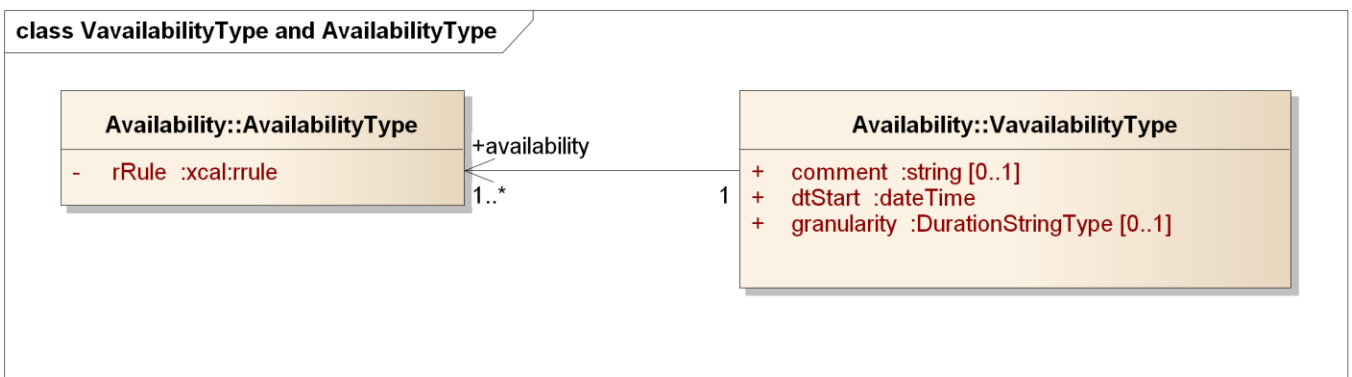 class VavailabilityType and AvailabilityType
Availability::AvailabilityType
- rRule :xcal:rrule
+availability
1..*
1
Availability::VavailabilityType
+ comment :string [0..1]
+ dtStart :dateTime
+ granularity :DurationStringType [0..1]